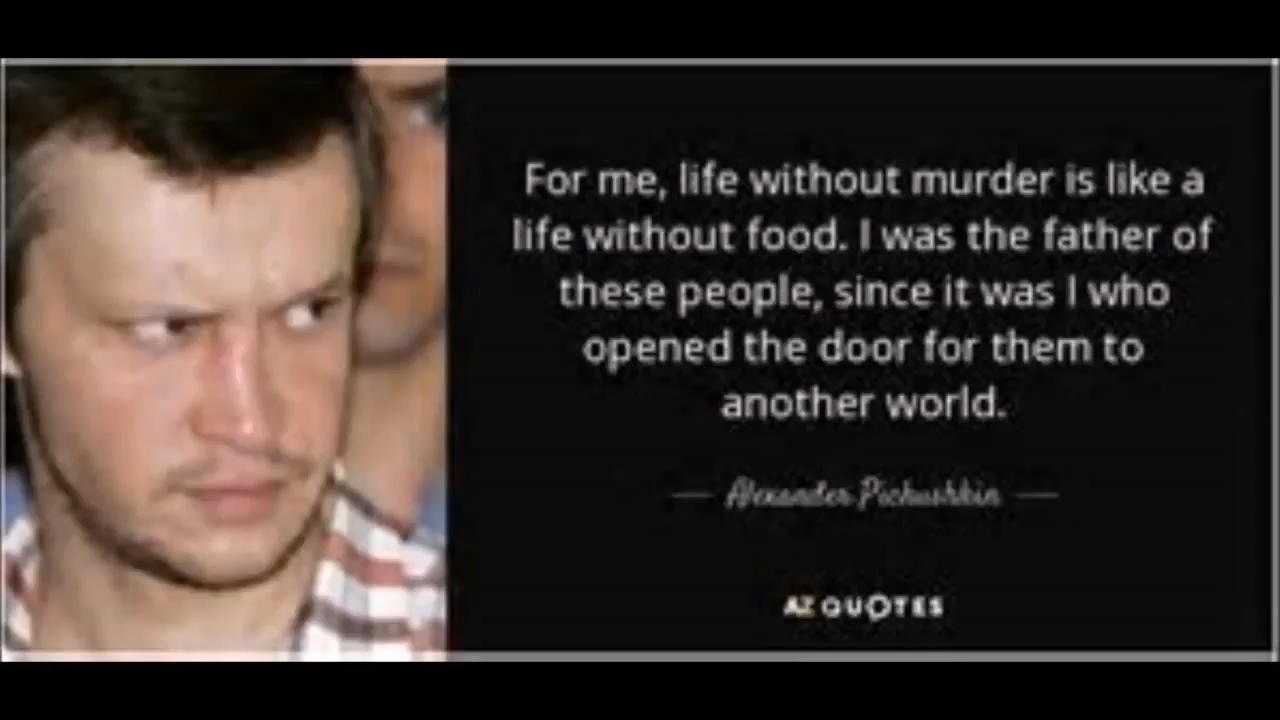 For me, life without murder is like a
life without food. I was the father of
these people, since it was I who
opened the door for them to
another world.
Alexander Pichushkin
AZ QUOTES